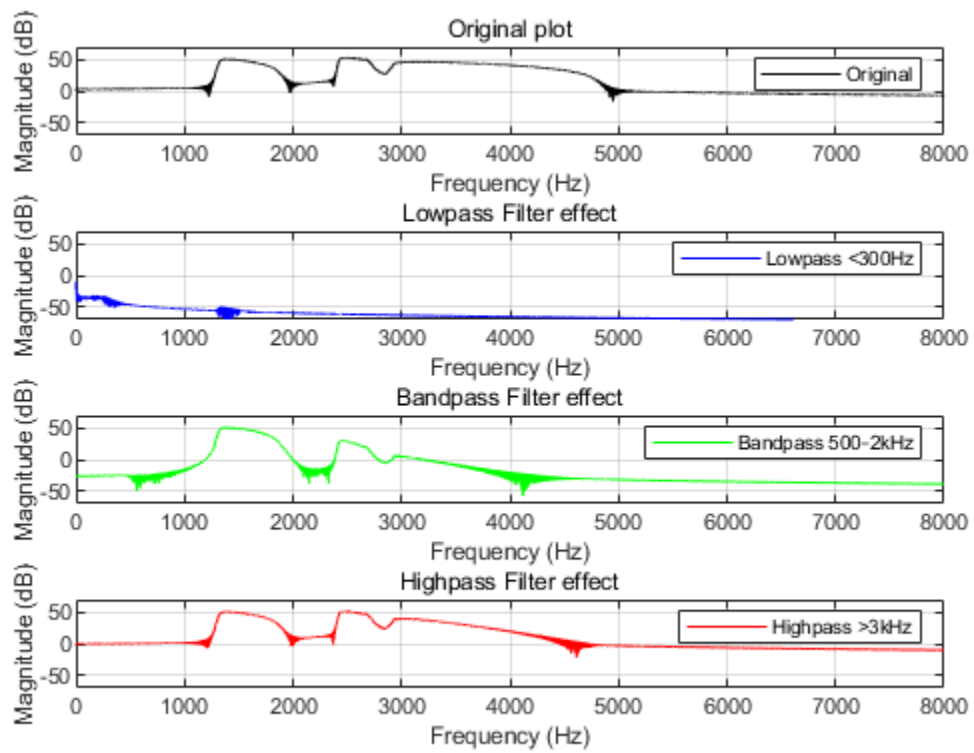 Original plot
Magnitude (dB)
50
0
-50
Original
0 1000 2000 3000 4000 5000 6000 7000 8000
Frequency (Hz)
Lowpass Filter effect
Magnitude (dB)
50
0
-50
Lowpass <300Hz
0 1000 2000 3000 4000 5000 6000 7000 8000
Frequency (Hz)
Bandpass Filter effect
Magnitude (dB)
50
0
-50
Bandpass 500-2kHz
0 1000 2000 3000 4000 5000 6000 7000 8000
Frequency (Hz)
Highpass Filter effect
Magnitude (dB)
50
0
-50
Highpass >3kHz
0 1000 2000 3000 4000 5000 6000 7000 8000
Frequency (Hz)